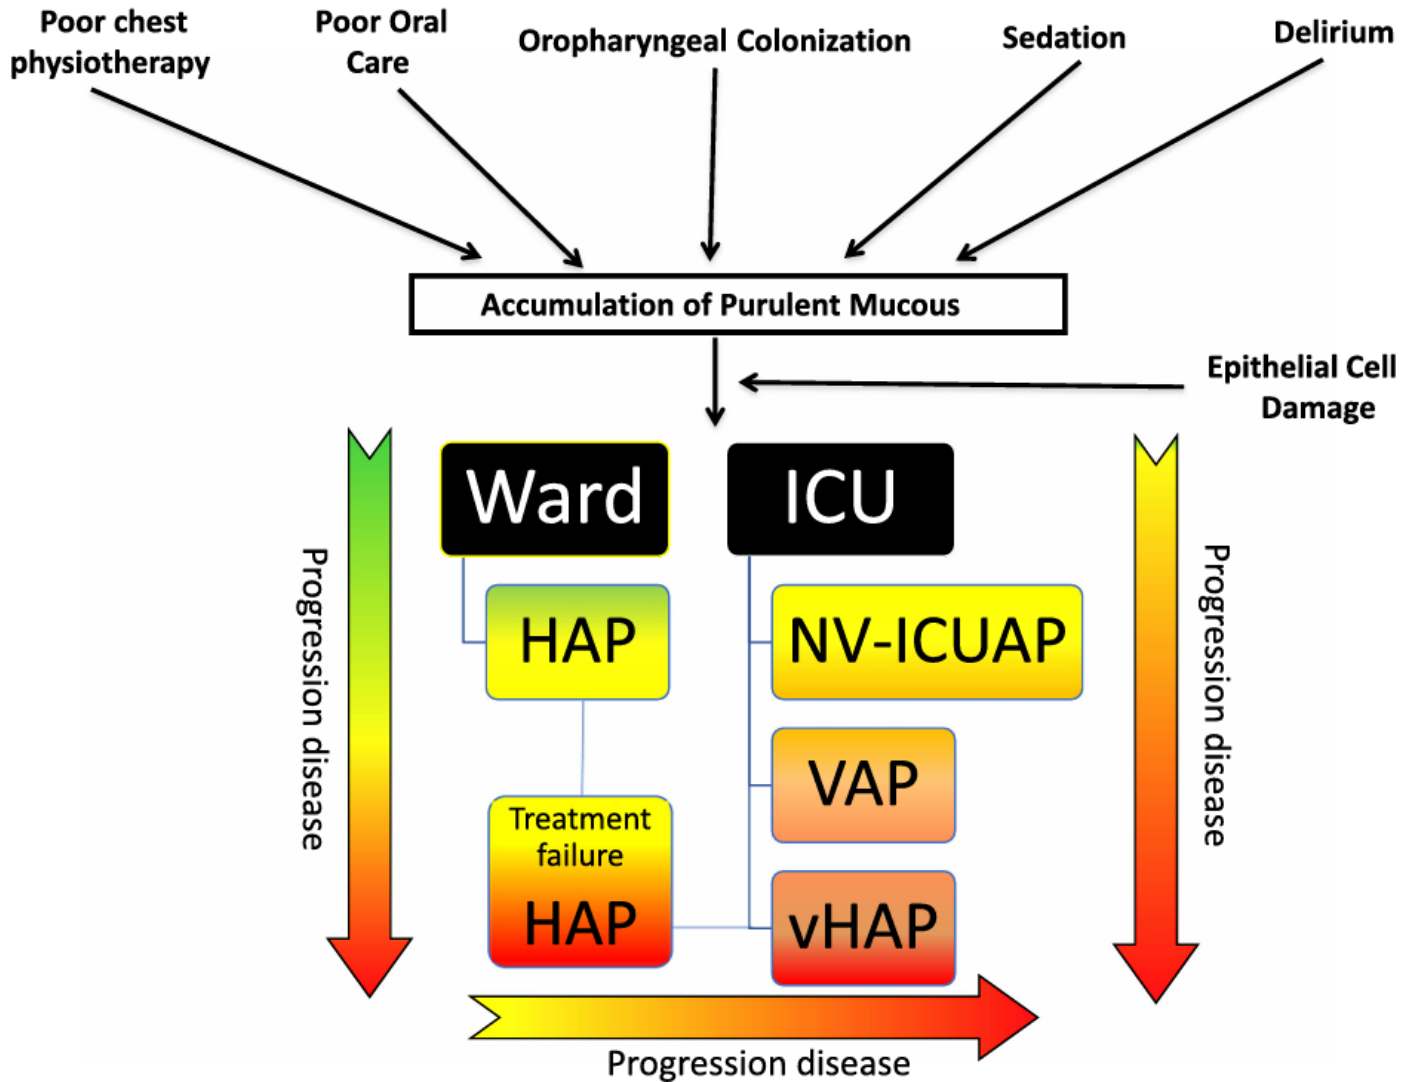 Poor chest
physiotherapy
Poor Oral
Care
Oropharyngeal Colonization
Sedation
Delirium
Accumulation of Purulent Mucous
Epithelial Cell
Damage
Ward
ICU
HAP
NV-ICUAP
VAP
Treatment
failure
HAP
vHAP
Progression disease
Progression disease
Progression disease